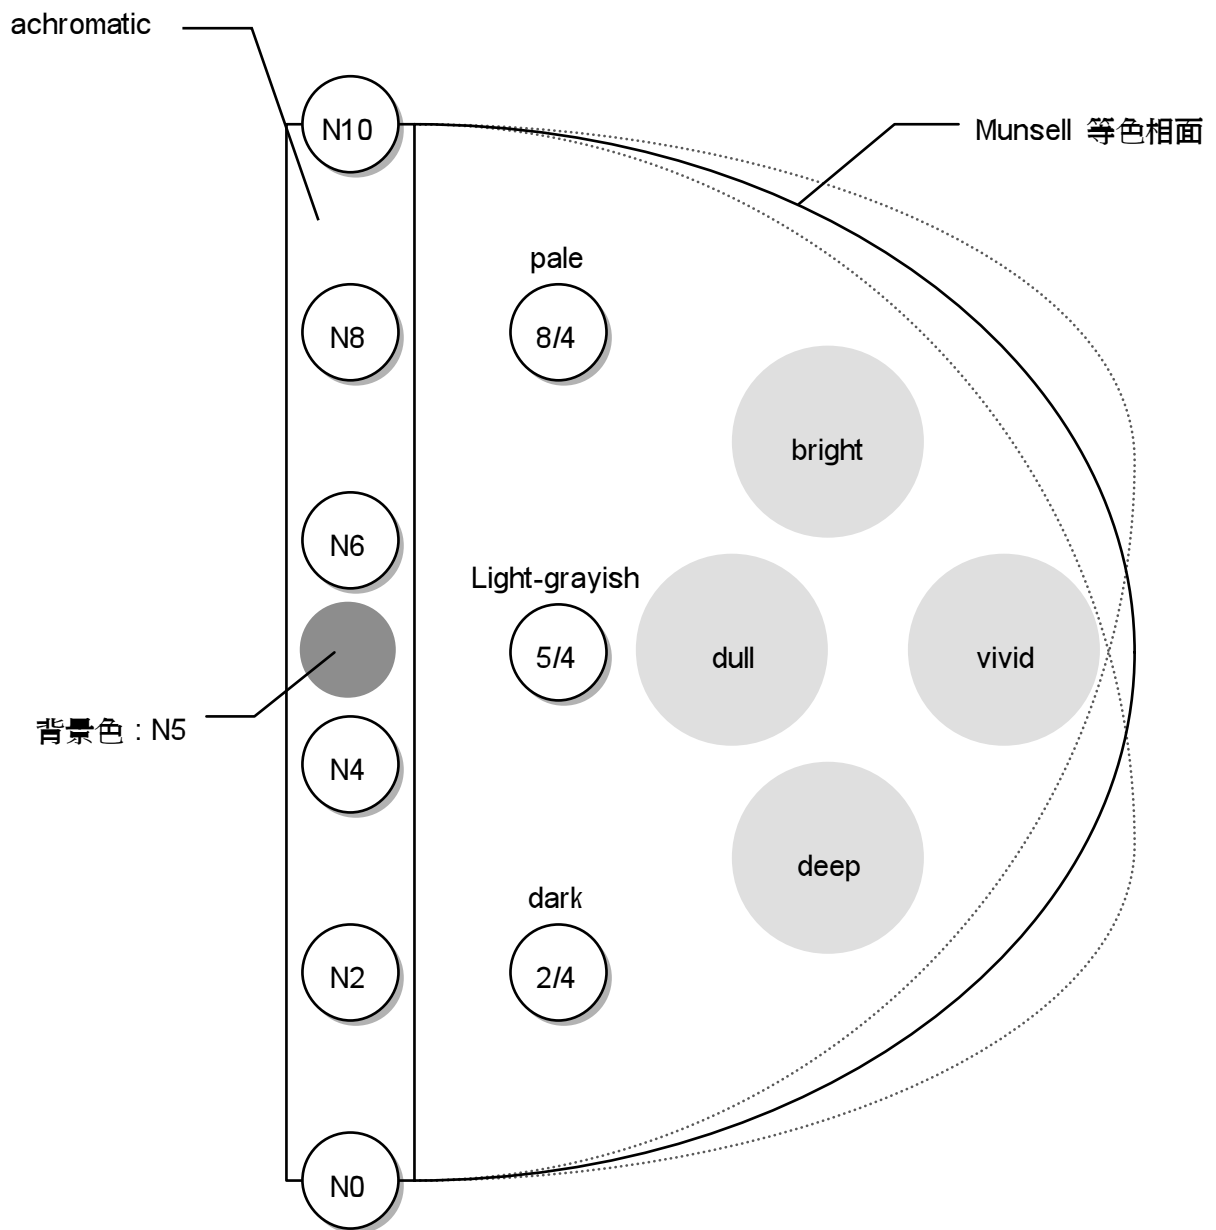 achromatic
N10
Munsell 等色相面
pale
N8
8/4
bright
N6
Light-grayish
5/4
dull
vivid
背景色 : N5
N4
deep
dark
N2
2/4
N0